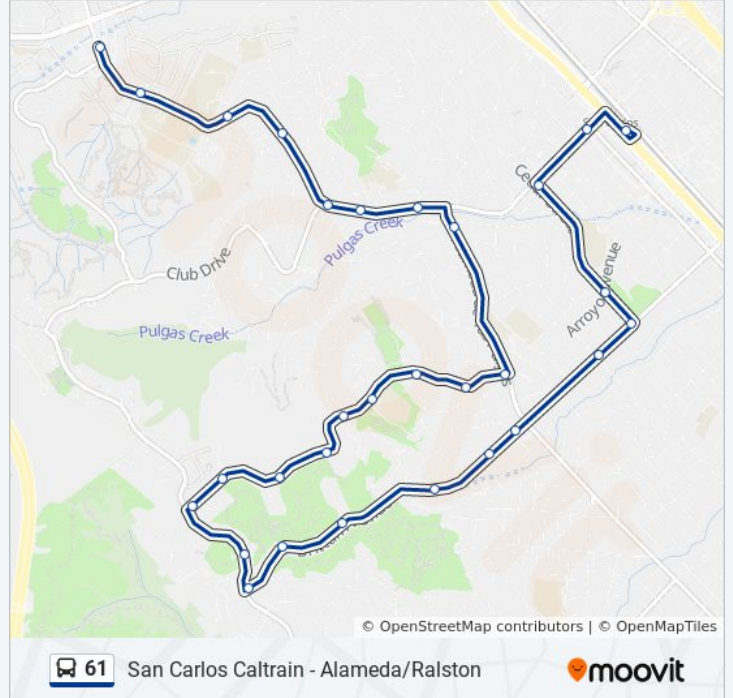 Club Drive
Pulgas Creek
Pulgas Creek
Arroyo Avenue
© OpenStreetMap contributors | © OpenMapTiles
61 San Carlos Caltrain - Alameda/Ralston
moovit